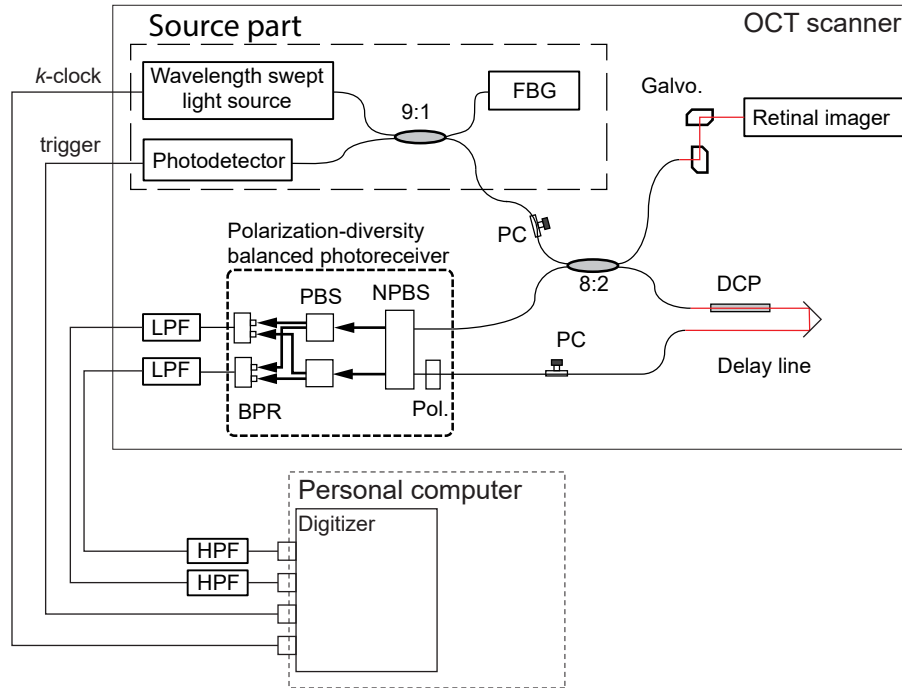 Source part
OCT scanner
k-clock
Wavelength swept
light source
9:1
FBG
Galvo.
Retinal imager
trigger
Photodetector
PC
Polarization-diversity
balanced photoreceiver
8:2
DCP
PBS
NPBS
LPF
PC
LPF
Delay line
BPR
Pol.
Personal computer
Digitizer
HPF
HPF